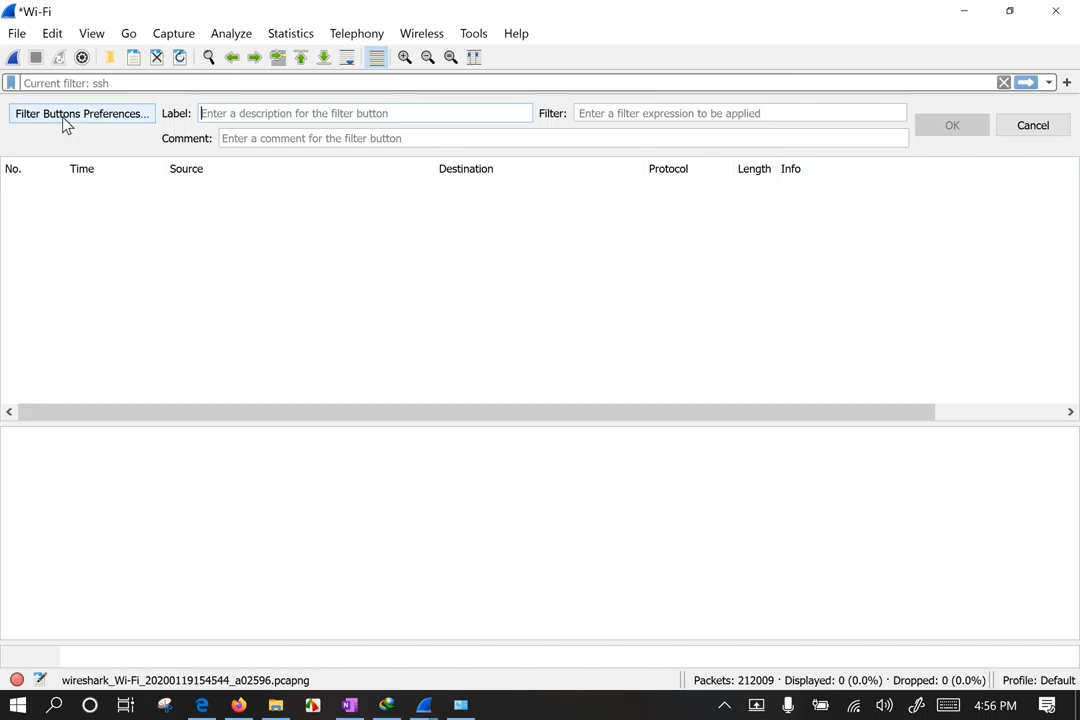 *Wi-Fi
File Edit View Go Capture Analyze Statistics Telephony Wireless Tools Help
Current filter: ssh
Filter Buttons Preferences... Label: Enter a description for the filter button Filter: Enter a filter expression to be applied
OK Cancel
Comment: Enter a comment for the filter button
No. Time Source Destination Protocol Length Info
wireshark_Wi-Fi_20200119154544_a02596.pcapng Packets: 212009 · Displayed: 0 (0.0%) · Dropped: 0 (0.0%) Profile: Default
4:56 PM